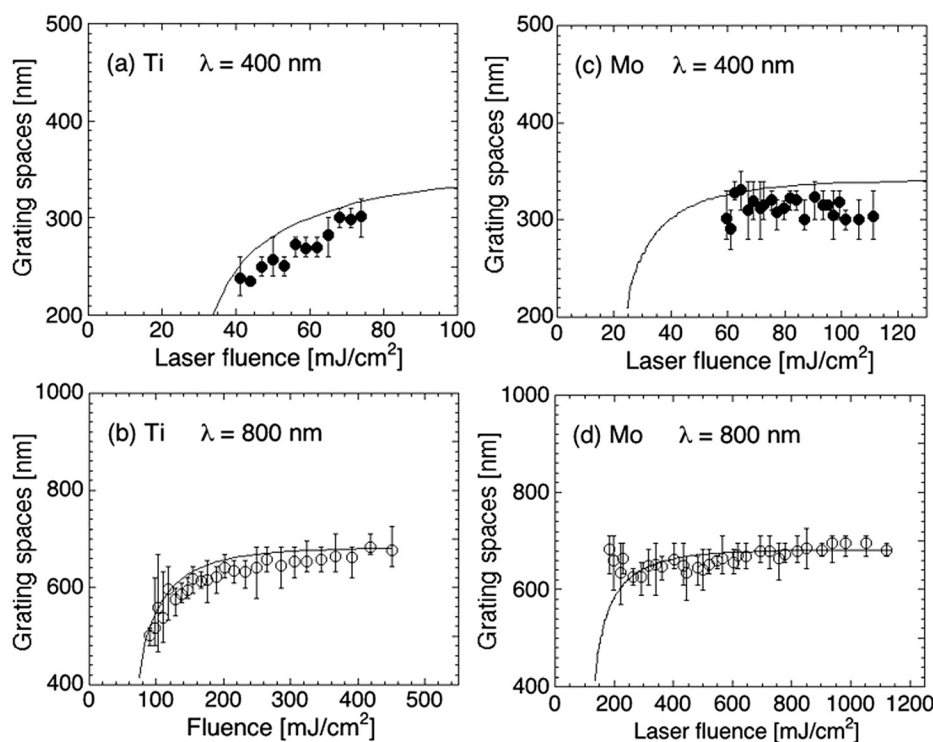 (a) Ti λ = 400 nm
500
400
300
200
Grating spaces [nm]
0 20 40 60 80 100
Laser fluence [mJ/cm²]
(c) Mo λ = 400 nm
500
400
300
200
Grating spaces [nm]
0 20 40 60 80 100 120
Laser fluence [mJ/cm²]
(b) Ti λ = 800 nm
1000
800
600
400
Grating spaces [nm]
0 100 200 300 400 500
Fluence [mJ/cm²]
(d) Mo λ = 800 nm
1000
800
600
400
Grating spaces [nm]
0 200 400 600 800 1000 1200
Laser fluence [mJ/cm²]